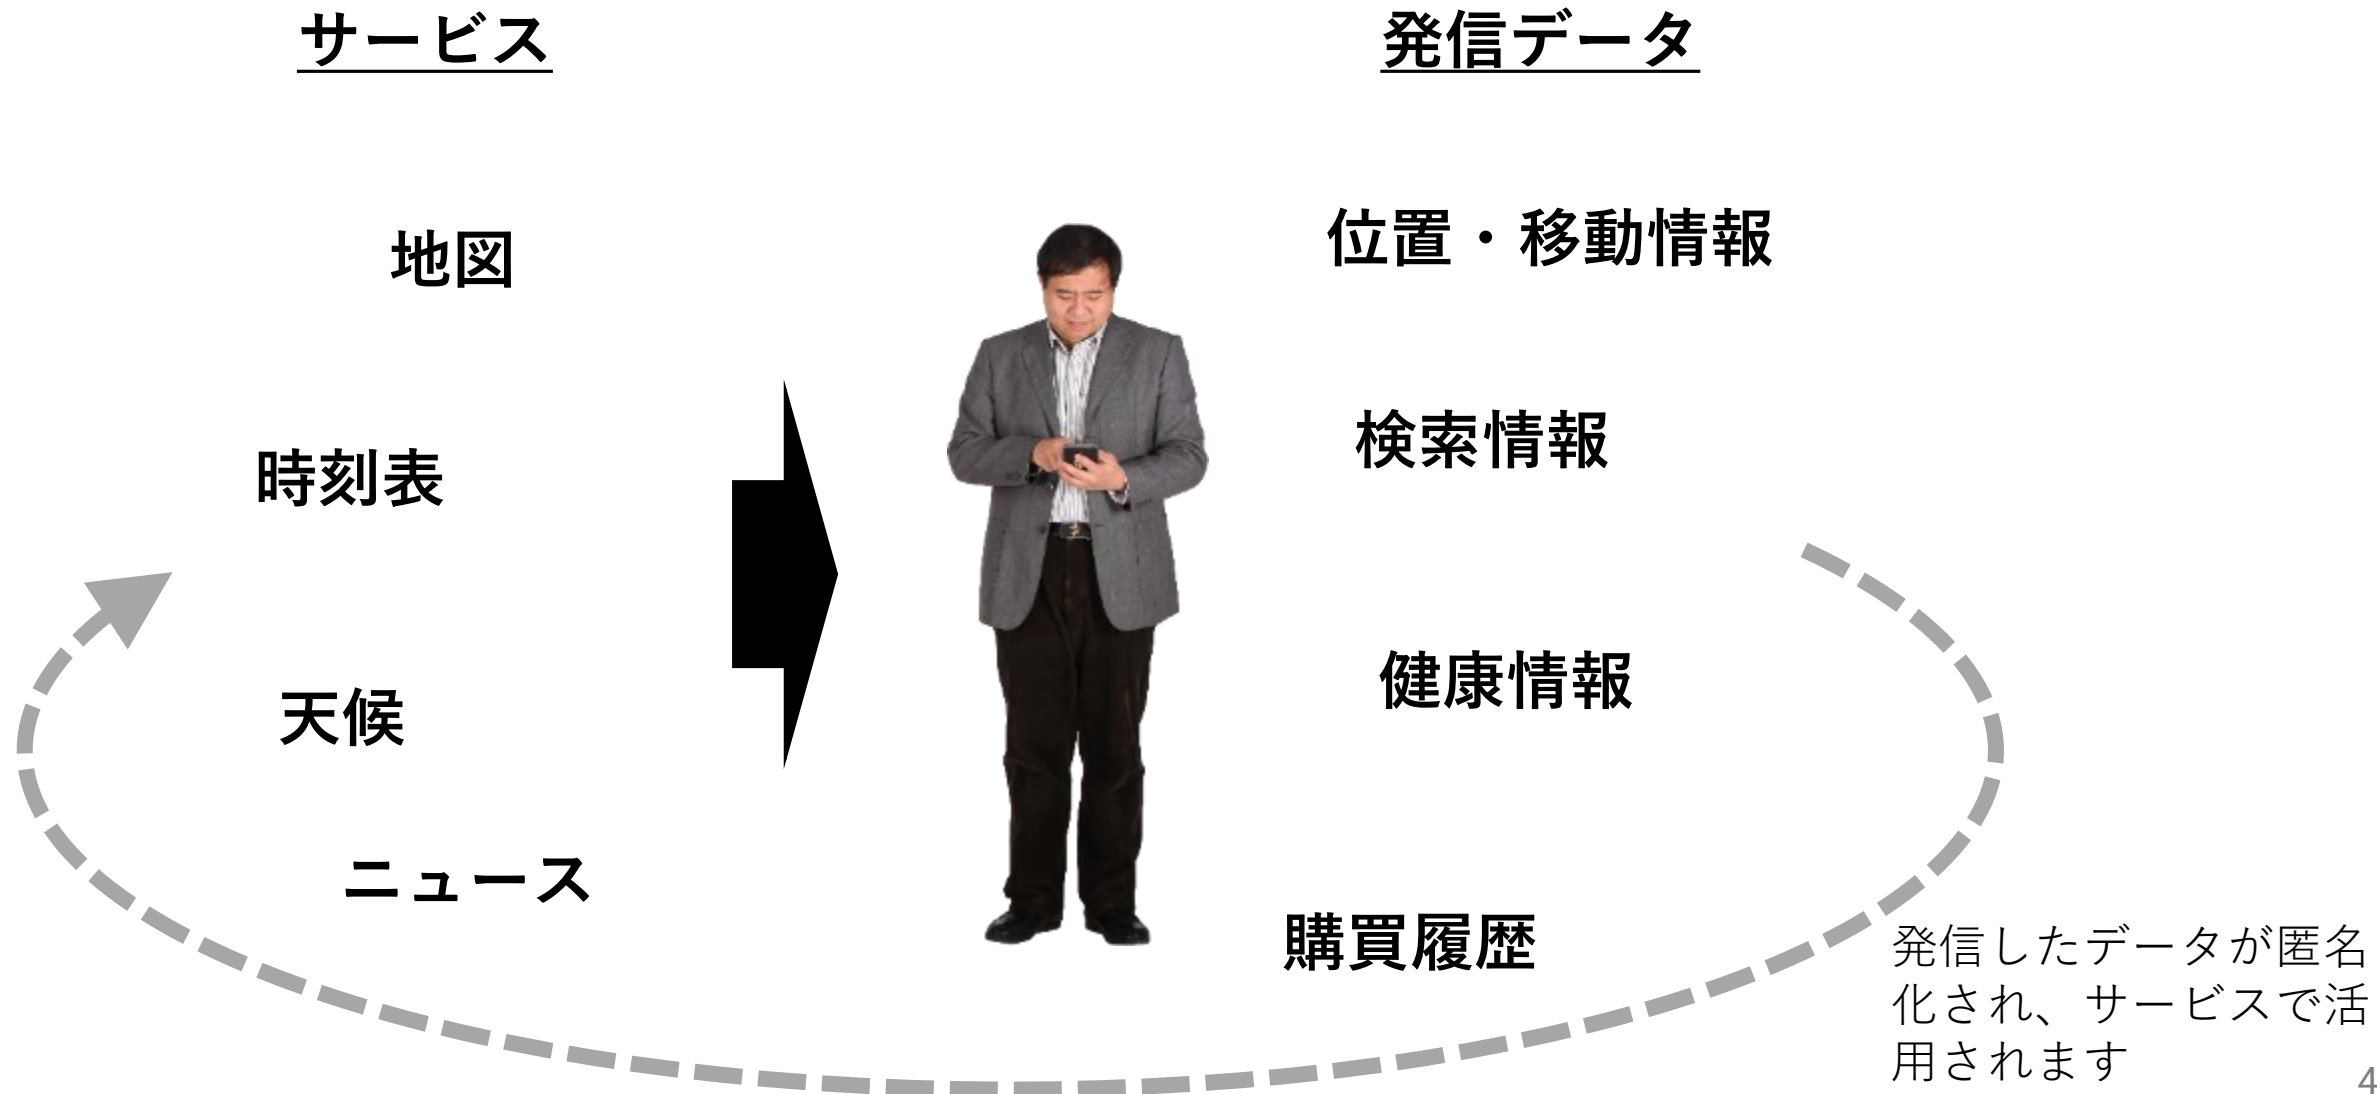 サービス
発信データ
地図
時刻表
天候
ニュース
位置・移動情報
検索情報
健康情報
購買履歴
発信したデータが匿名
化され、サービスで活
用されます
4